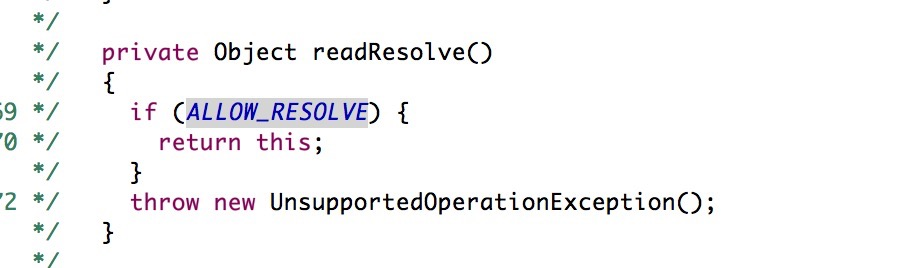 */
*/ private Object readResolve()
*/ {
69 */ if (ALLOW_RESOLVE) {
70 */ return this;
*/ }
72 */ throw new UnsupportedOperationException();
*/ }
*/